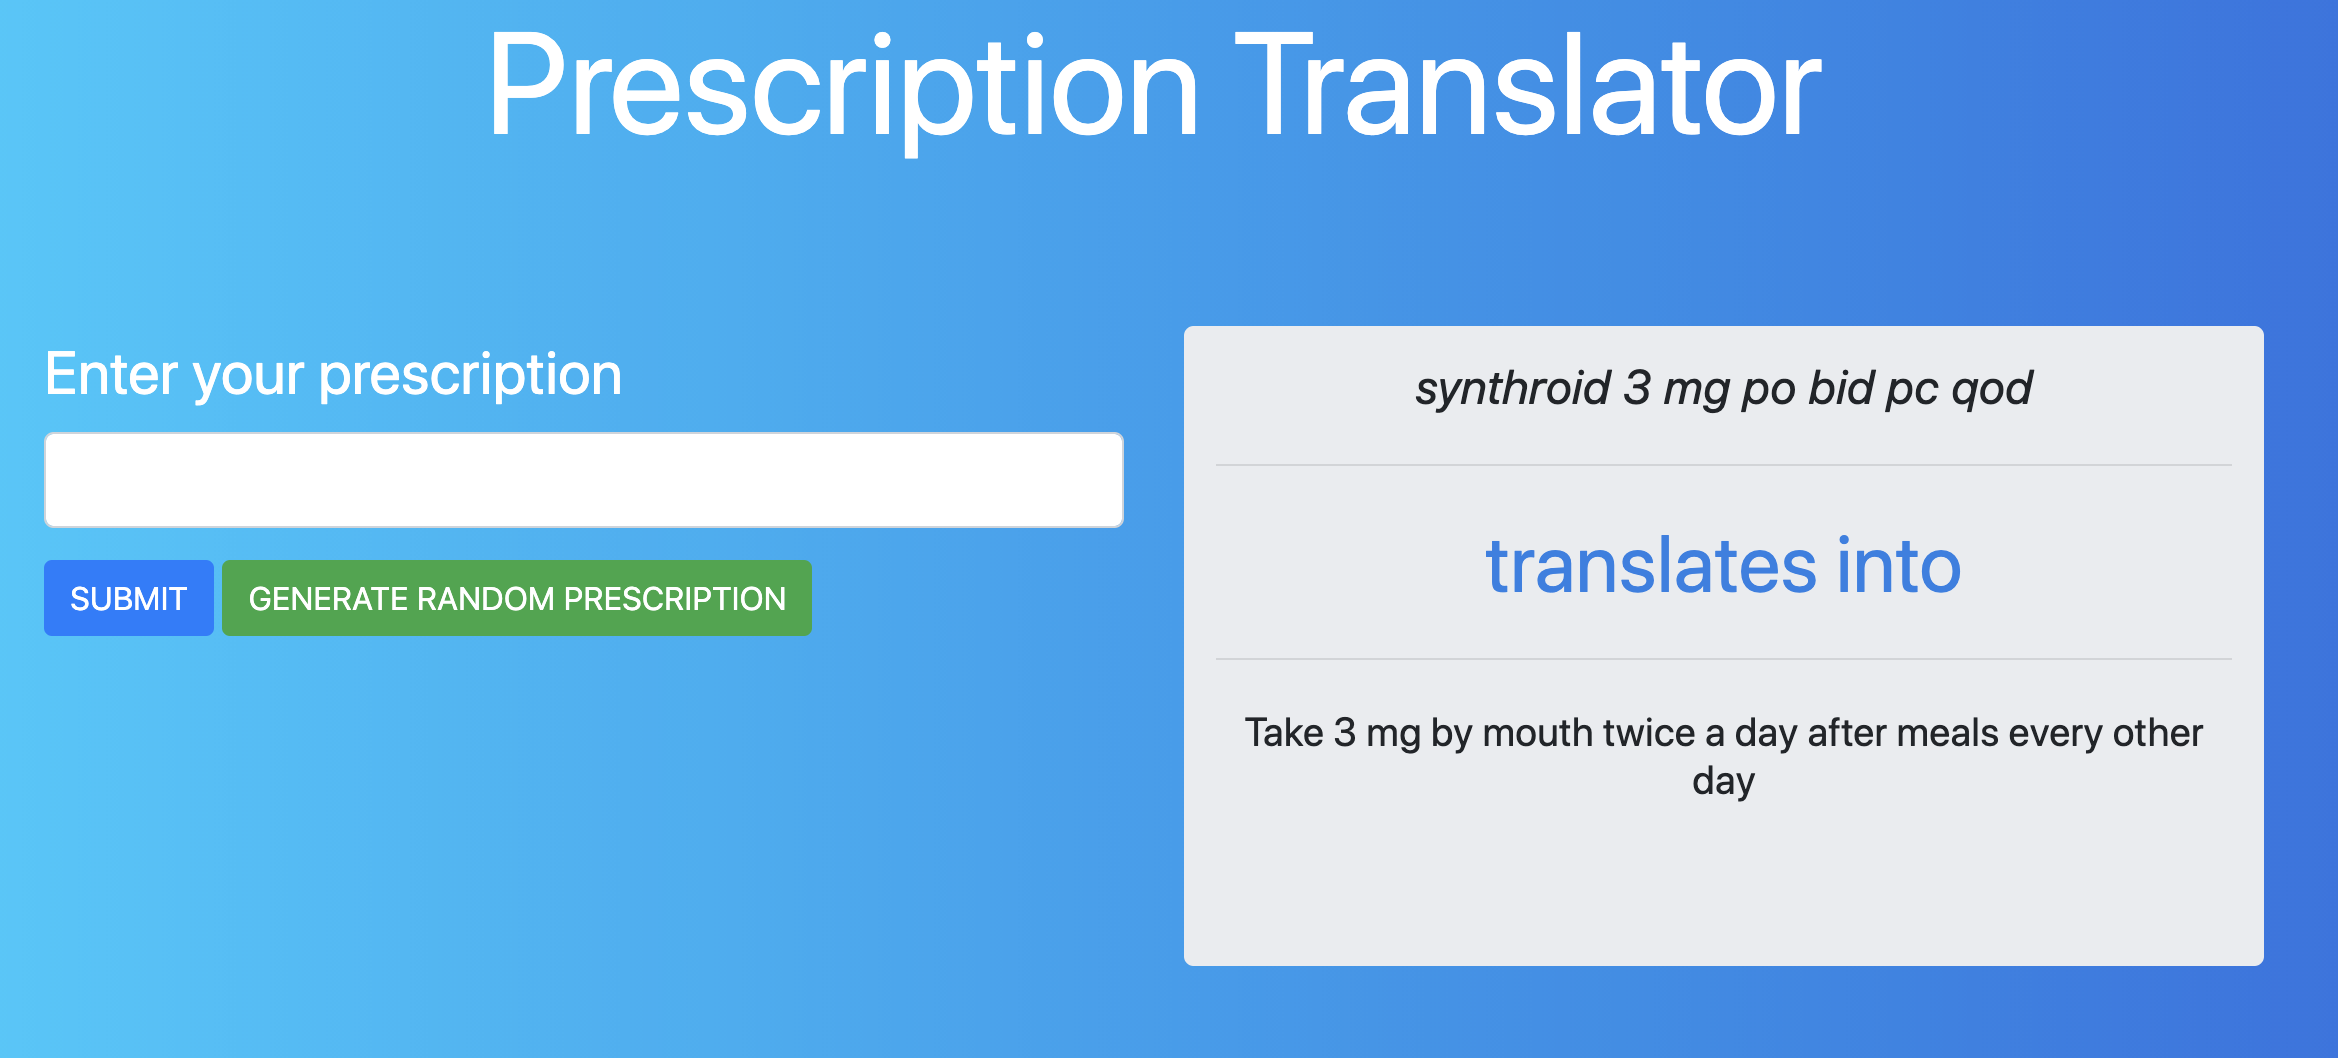 Prescription Translator
Enter your prescription
SUBMIT
GENERATE RANDOM PRESCRIPTION
synthroid 3 mg po bid pc qod
translates into
Take 3 mg by mouth twice a day after meals every other
day